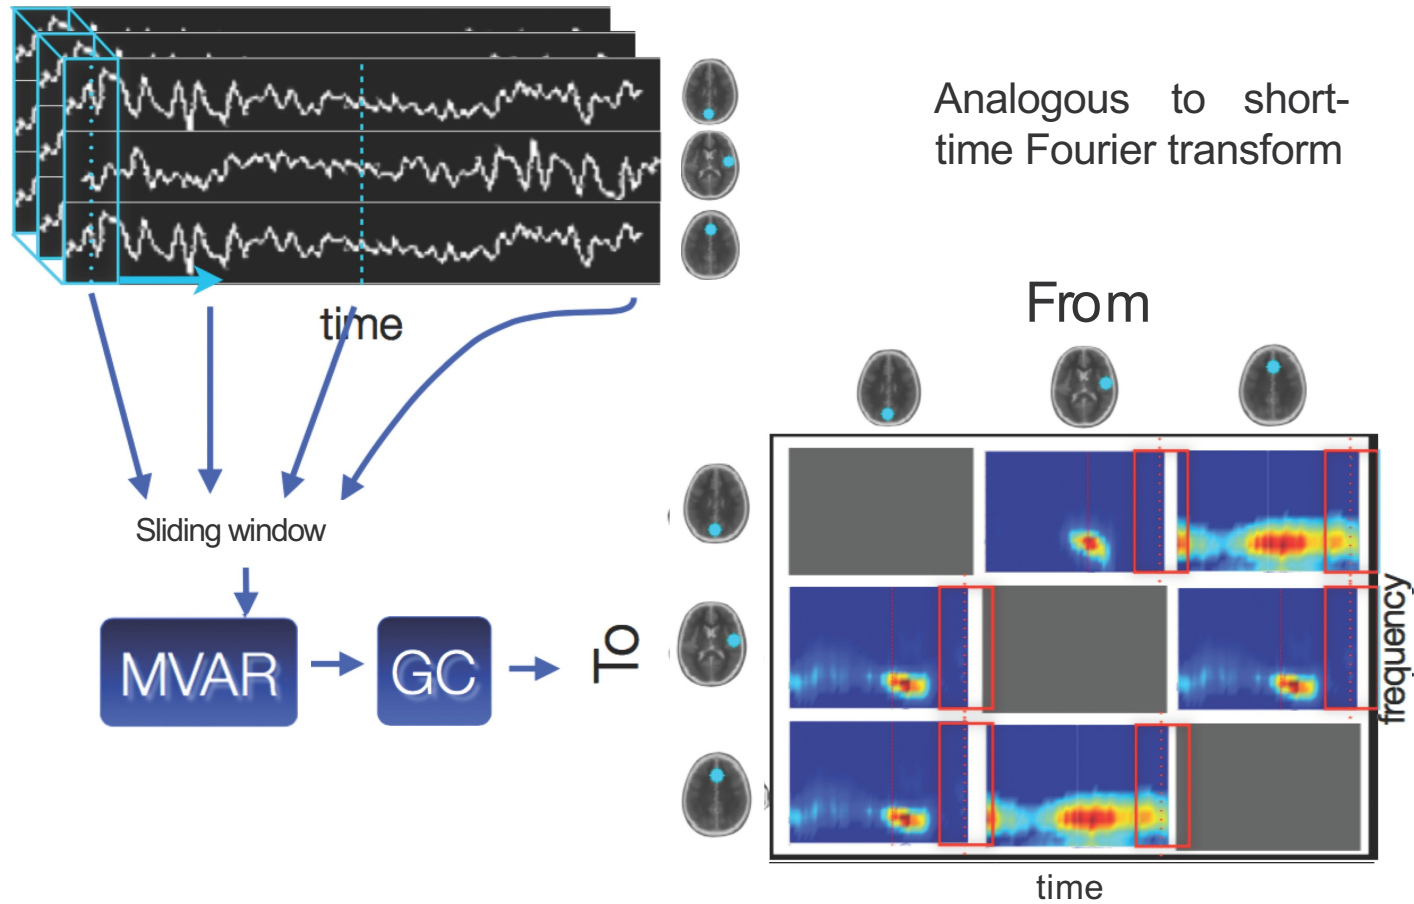 Analogous to short-
time Fourier transform
time
From
Sliding window
MVAR
GC
To
frequency
time